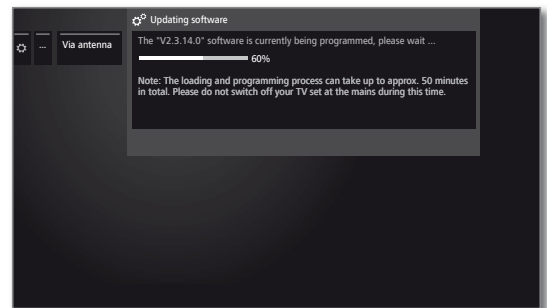 Updating software
... Via antenna
The "V2.3.14.0" software is currently being programmed, please wait ...
60%
Note: The loading and programming process can take up to approx. 50 minutes
in total. Please do not switch off your TV set at the mains during this time.